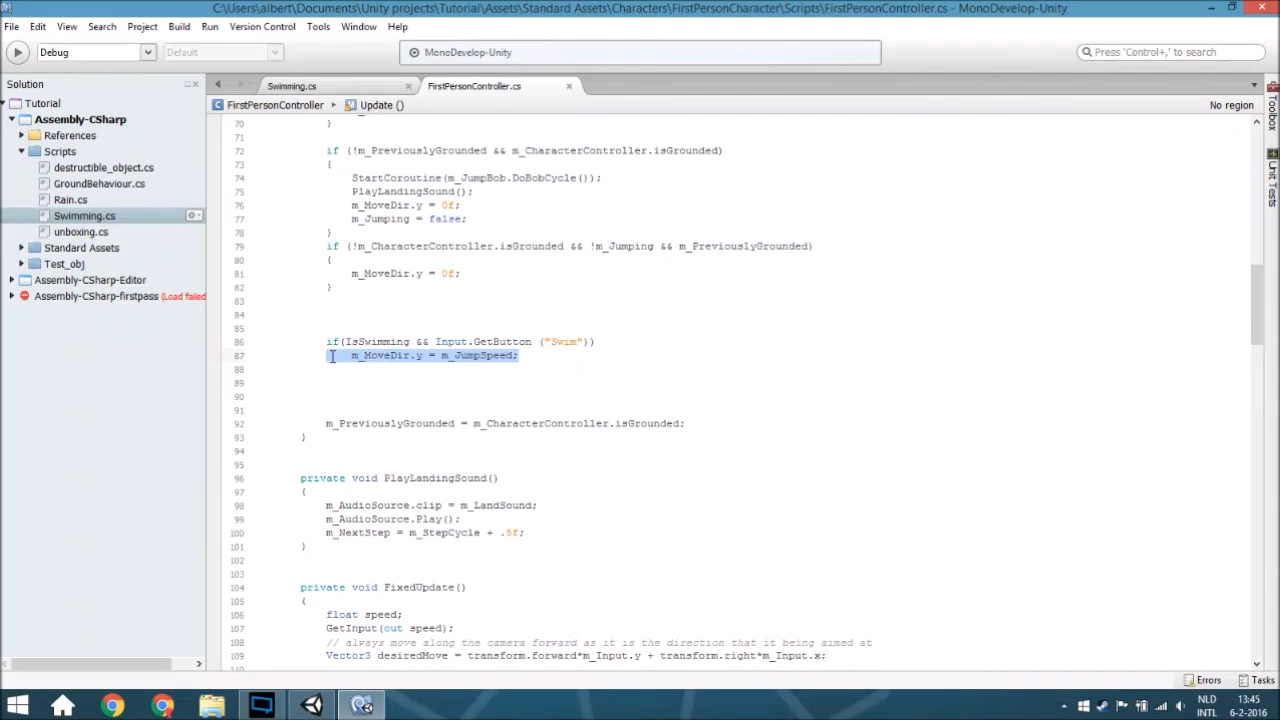 C:\Users\albert\Documents\Unity projects\Tutorial\Assets\Standard Assets\Characters\FirstPersonCharacter\Scripts\FirstPersonController.cs - MonoDevelop-Unity
File Edit View Search Project Build Run Version Control Tools Window Help
Debug Default MonoDevelop-Unity Press 'Control+,' to search
Solution Swimming.cs FirstPersonController.cs
Tutorial FirstPersonController Update () No region
Assembly-CSharp
References
Scripts
destructible_object.cs
GroundBehaviour.cs
Rain.cs
Swimming.cs
unboxing.cs
Standard Assets
Test_obj
Assembly-CSharp-Editor
Assembly-CSharp-firstpass (Load failed
70 }
71
72 if (!m_PreviouslyGrounded && m_CharacterController.isGrounded)
73 {
74 StartCoroutine(m_JumpBob.DoBobCycle());
75 PlayLandingSound();
76 m_MoveDir.y = 0f;
77 m_Jumping = false;
78 }
79 if (!m_CharacterController.isGrounded && !m_Jumping && m_PreviouslyGrounded)
80 {
81 m_MoveDir.y = 0f;
82 }
83
84
85
86 if(IsSwimming && Input.GetButton ("Swim"))
87 m_MoveDir.y = m_JumpSpeed;
88
89
90
91
92 m_PreviouslyGrounded = m_CharacterController.isGrounded;
93 }
94
95
96 private void PlayLandingSound()
97 {
98 m_AudioSource.clip = m_LandSound;
99 m_AudioSource.Play();
100 m_NextStep = m_StepCycle + .5f;
101 }
102
103
104 private void FixedUpdate()
105 {
106 float speed;
107 GetInput(out speed);
108 // always move along the camera forward as it is the direction that it being aimed at
109 Vector3 desiredMove = transform.forward*m_Input.y + transform.right*m_Input.x;
Toolbox
Unit Tests
Errors Tasks
NLD 13:45
INTL 6-2-2016